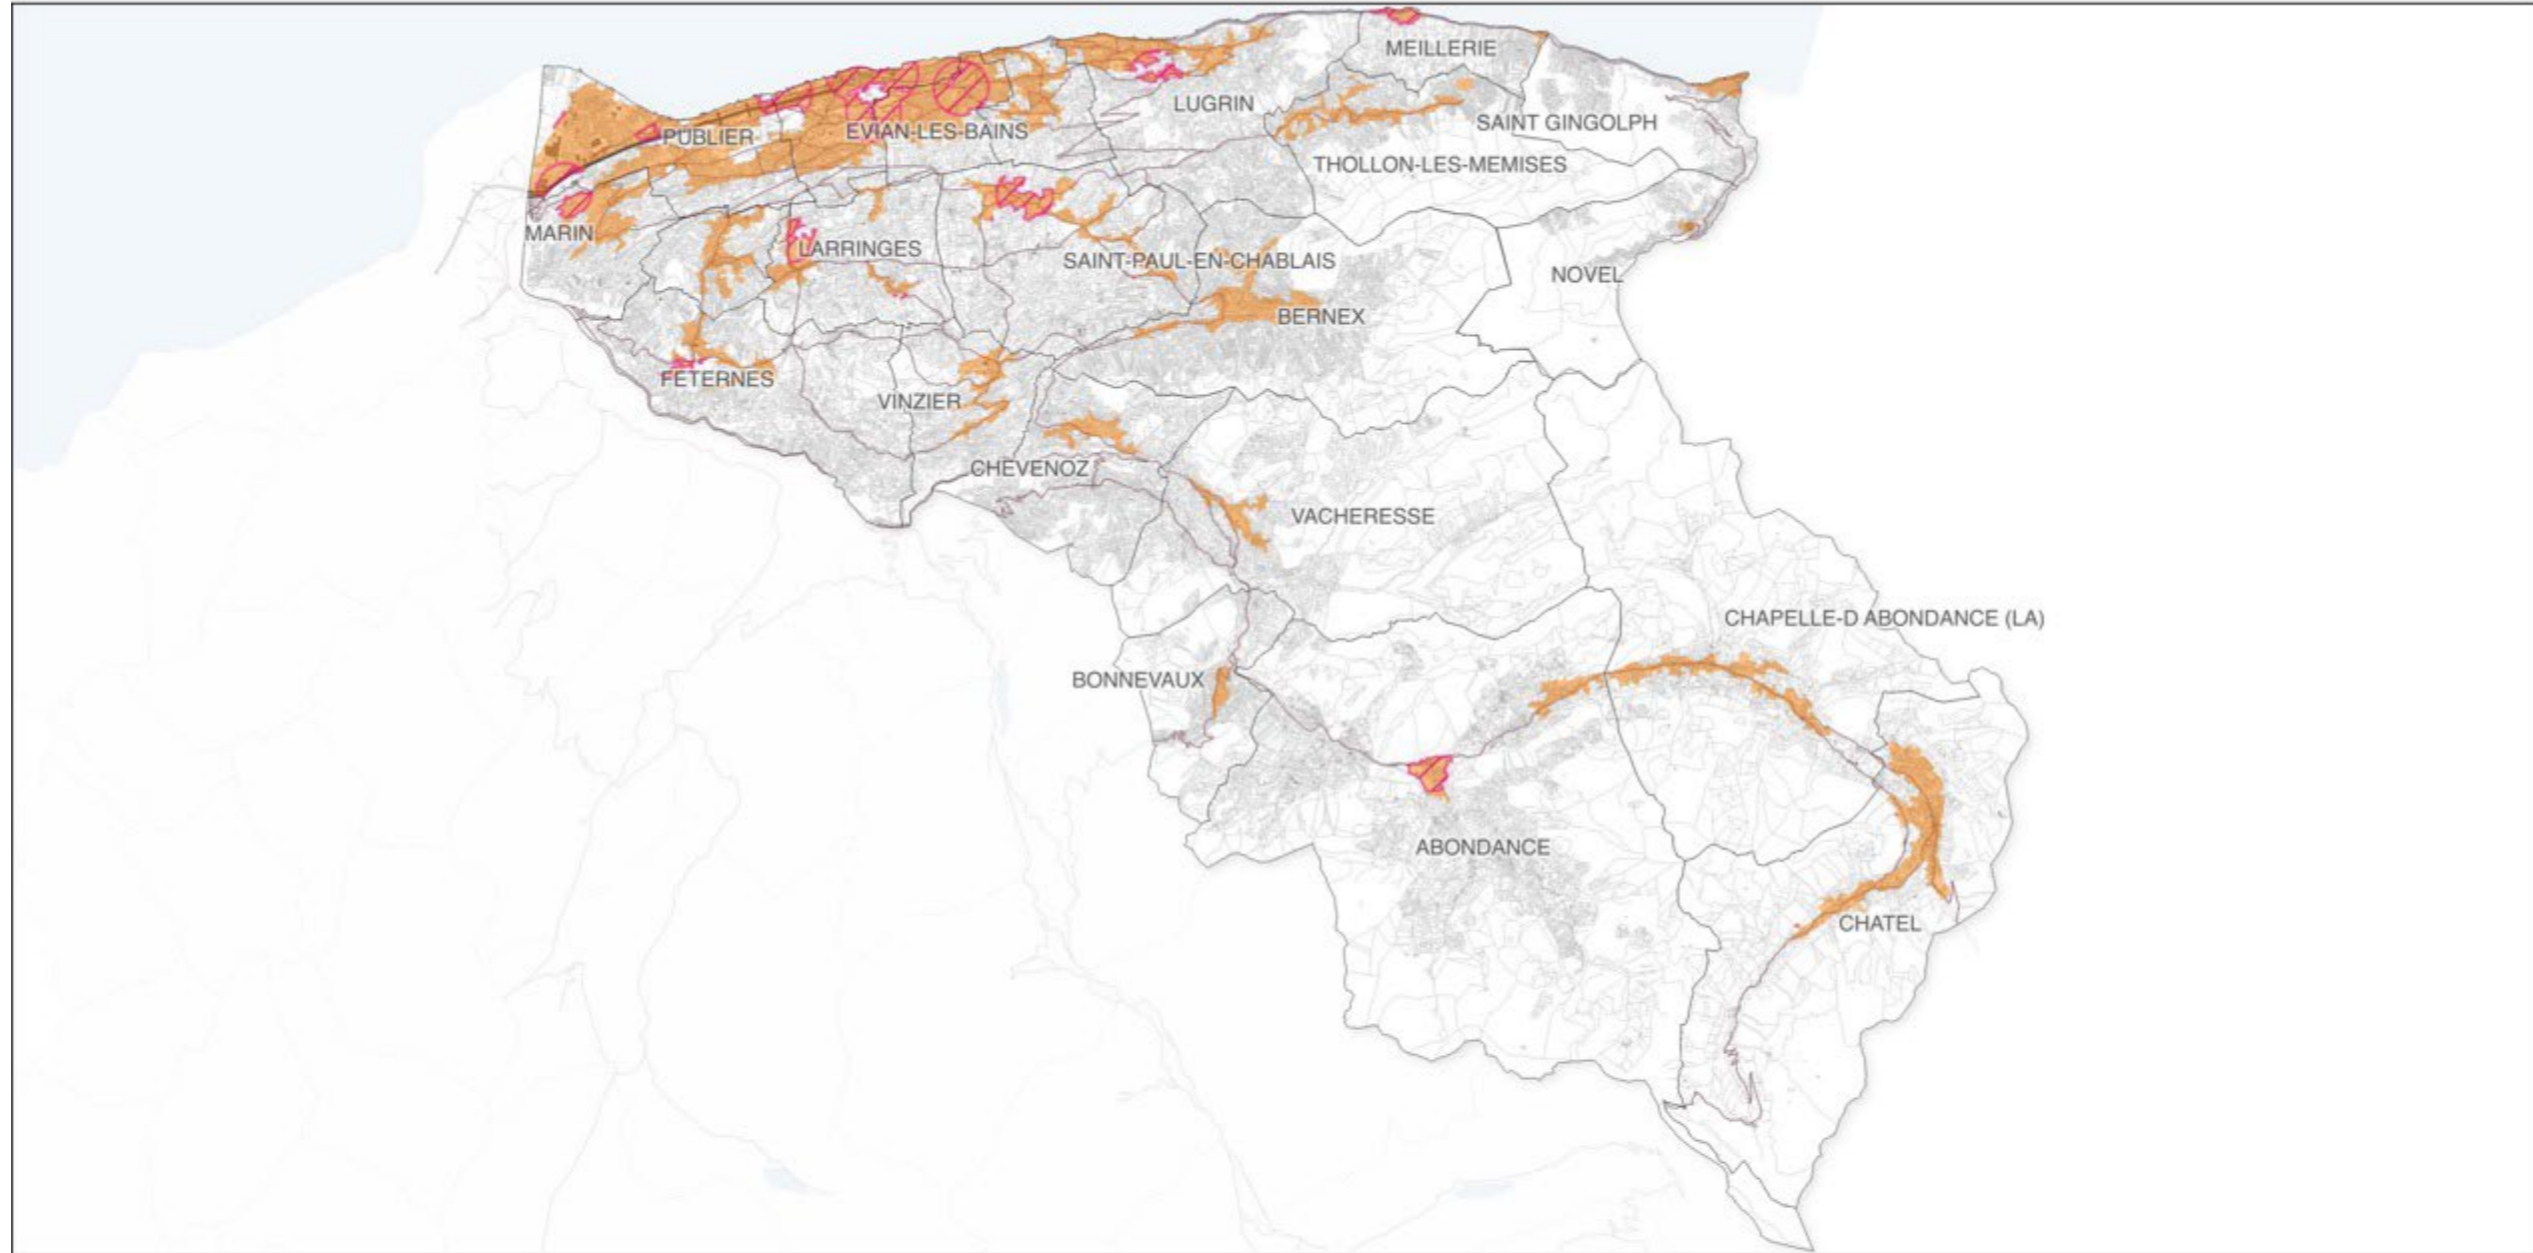 MEILLERIE
LUGRIN
SAINT GINGOLPH
EVIAN-LES-BAINS
PUBLIER
THOLLON-LES-MEMISES
MARIN
LARRINGES
SAINT-PAUL-EN-CHABLAIS
NOVEL
BERNEX
FETERNES
VINZIER
CHEVENOZ
VACHERESSE
CHAPELLE-D ABONDANCE (LA)
BONNEVAUX
ABONDANCE
CHATEL